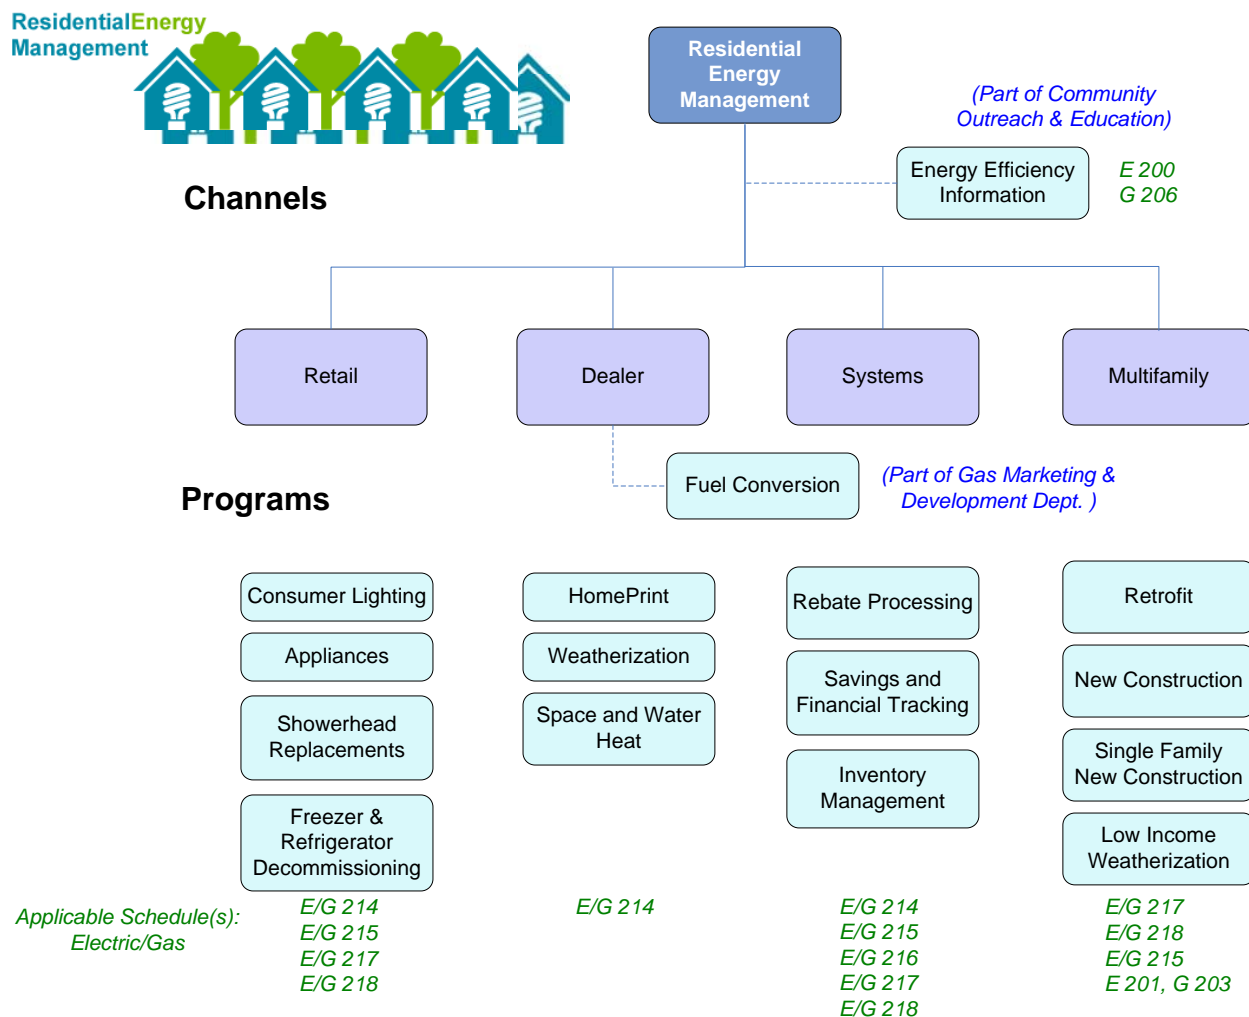 ResidentialEnergy
Management
Residential
Energy
Management
(Part of Community
Outreach & Education)
Energy Efficiency
Information
E 200
G 206
Channels
Retail
Dealer
Systems
Multifamily
Fuel Conversion
(Part of Gas Marketing &
Development Dept. )
Programs
Consumer Lighting
Appliances
Showerhead
Replacements
Freezer &
Refrigerator
Decommissioning
HomePrint
Weatherization
Space and Water
Heat
Rebate Processing
Savings and
Financial Tracking
Inventory
Management
Retrofit
New Construction
Single Family
New Construction
Low Income
Weatherization
Applicable Schedule(s):
Electric/Gas
E/G 214
E/G 215
E/G 217
E/G 218
E/G 214
E/G 214
E/G 215
E/G 216
E/G 217
E/G 218
E/G 217
E/G 218
E/G 215
E 201, G 203